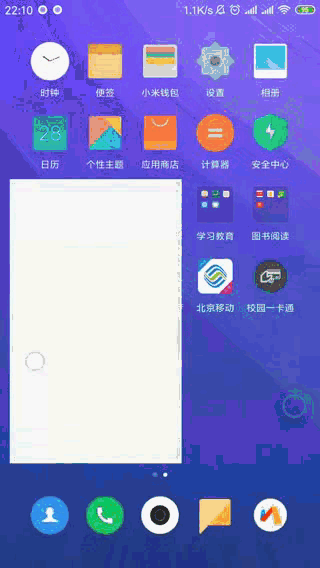 22:10 1.1K/s 96
时钟 便签 小米钱包 设置 相册
28
日历 个性主题 应用商店 计算器 安全中心
学习教育 图书阅读
北京移动 校园一卡通